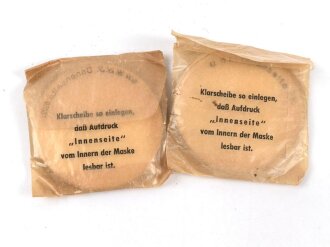 Klarscheibe so einlegen,
daß Aufdruck
„Innenseite"
vom Innern der Maske
lesbar ist.
Klarscheibe so einlegen,
daß Aufdruck
„Innenseite"
vom Innern der Maske
lesbar ist.